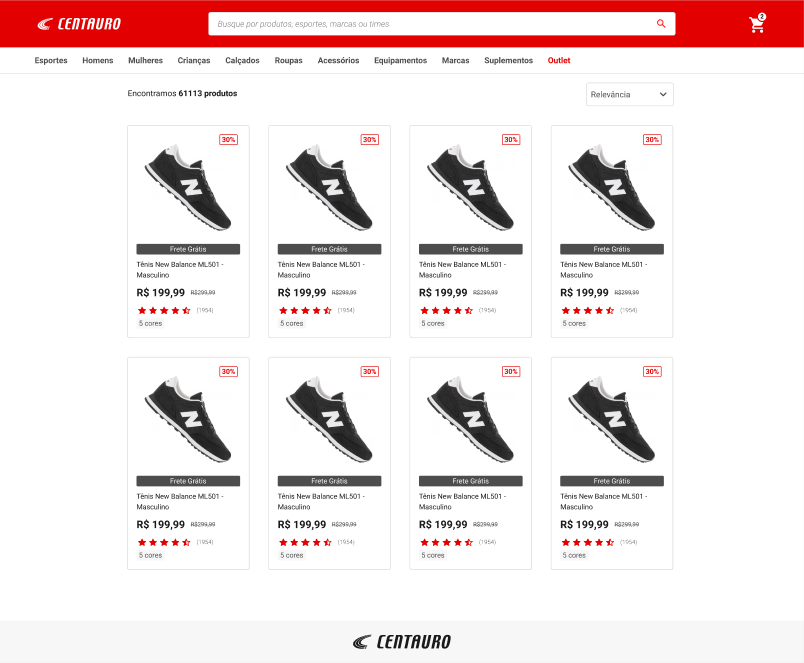 CENTAURO
Busque por produtos, esportes, marcas ou times
2
Esportes Homens Mulheres Crianças Calçados Roupas Acessórios Equipamentos Marcas Suplementos Outlet
Encontramos 61113 produtos
Relevância
30% 30% 30% 30%
N N N N
Frete Grátis Frete Grátis Frete Grátis Frete Grátis
Tênis New Balance ML501 - Tênis New Balance ML501 - Tênis New Balance ML501 - Tênis New Balance ML501 -
Masculino Masculino Masculino Masculino
R$ 199,99 R$299,99 R$ 199,99 R$299,99 R$ 199,99 R$299,99 R$ 199,99 R$299,99
(1954) (1954) (1954) (1954)
5 cores 5 cores 5 cores 5 cores
30% 30% 30% 30%
N N N N
Frete Grátis Frete Grátis Frete Grátis Frete Grátis
Tênis New Balance ML501 - Tênis New Balance ML501 - Tênis New Balance ML501 - Tênis New Balance ML501 -
Masculino Masculino Masculino Masculino
R$ 199,99 R$299,99 R$ 199,99 R$299,99 R$ 199,99 R$299,99 R$ 199,99 R$299,99
(1954) (1954) (1954) (1954)
5 cores 5 cores 5 cores 5 cores
CENTAURO